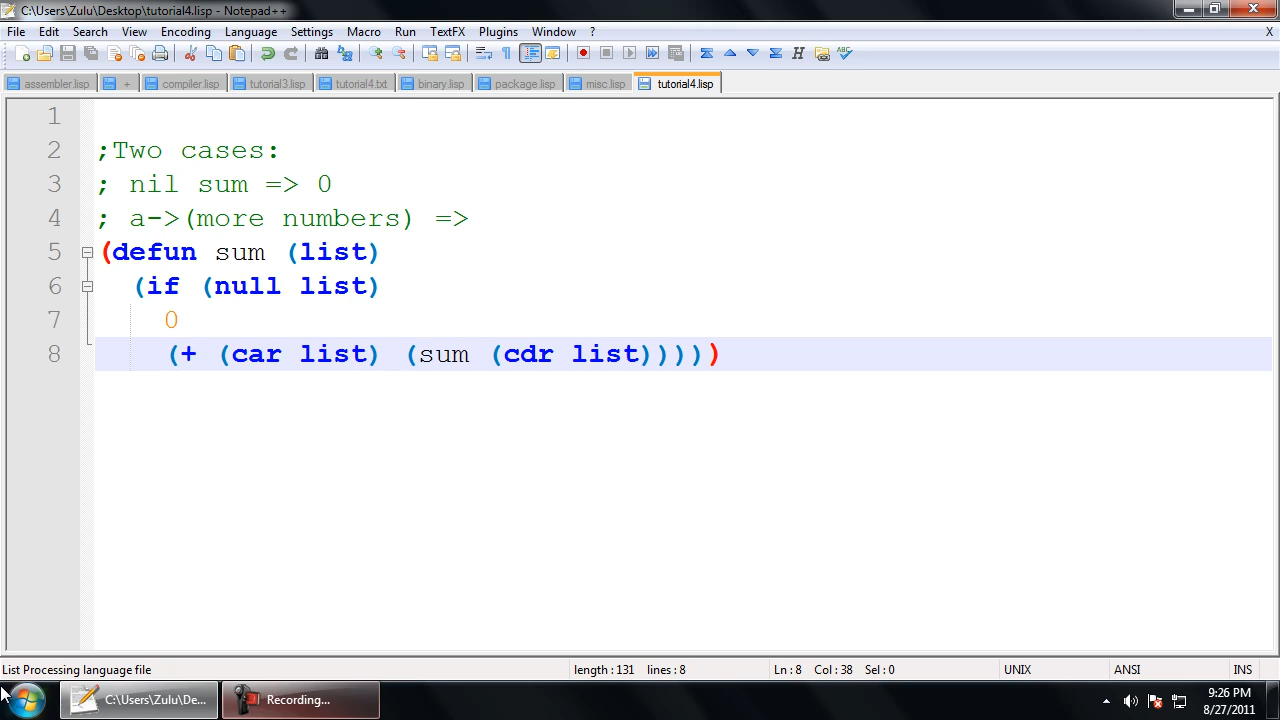 C:\Users\Zulu\Desktop\tutorial4.lisp - Notepad++
File Edit Search View Encoding Language Settings Macro Run TextFX Plugins Window ? X
assembler.lisp + compiler.lisp tutorial3.lisp tutorial4.txt binary.lisp package.lisp misc.lisp tutorial4.lisp
1
2 ;Two cases:
3 ; nil sum => 0
4 ; a->(more numbers) =>
5 (defun sum (list)
6 (if (null list)
7 0
8 (+ (car list) (sum (cdr list)))))
List Processing language file length : 131 lines : 8 Ln : 8 Col : 38 Sel : 0 UNIX ANSI INS
C:\Users\Zulu\De... Recording... 9:26 PM
8/27/2011